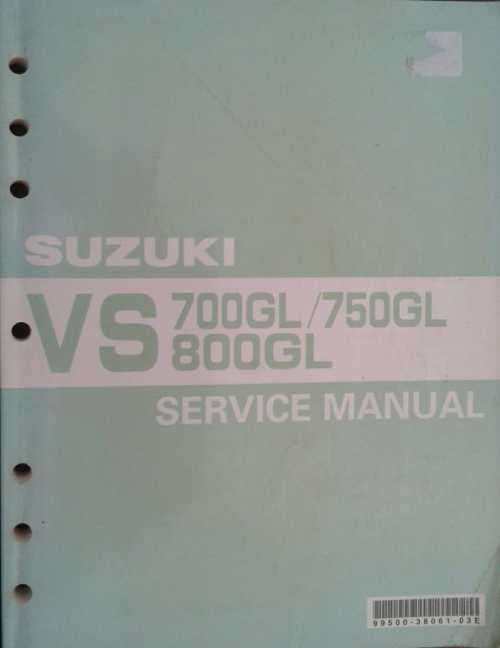 SUZUKI
VS 700GL/750GL
800GL
SERVICE MANUAL
99500-38061-03E